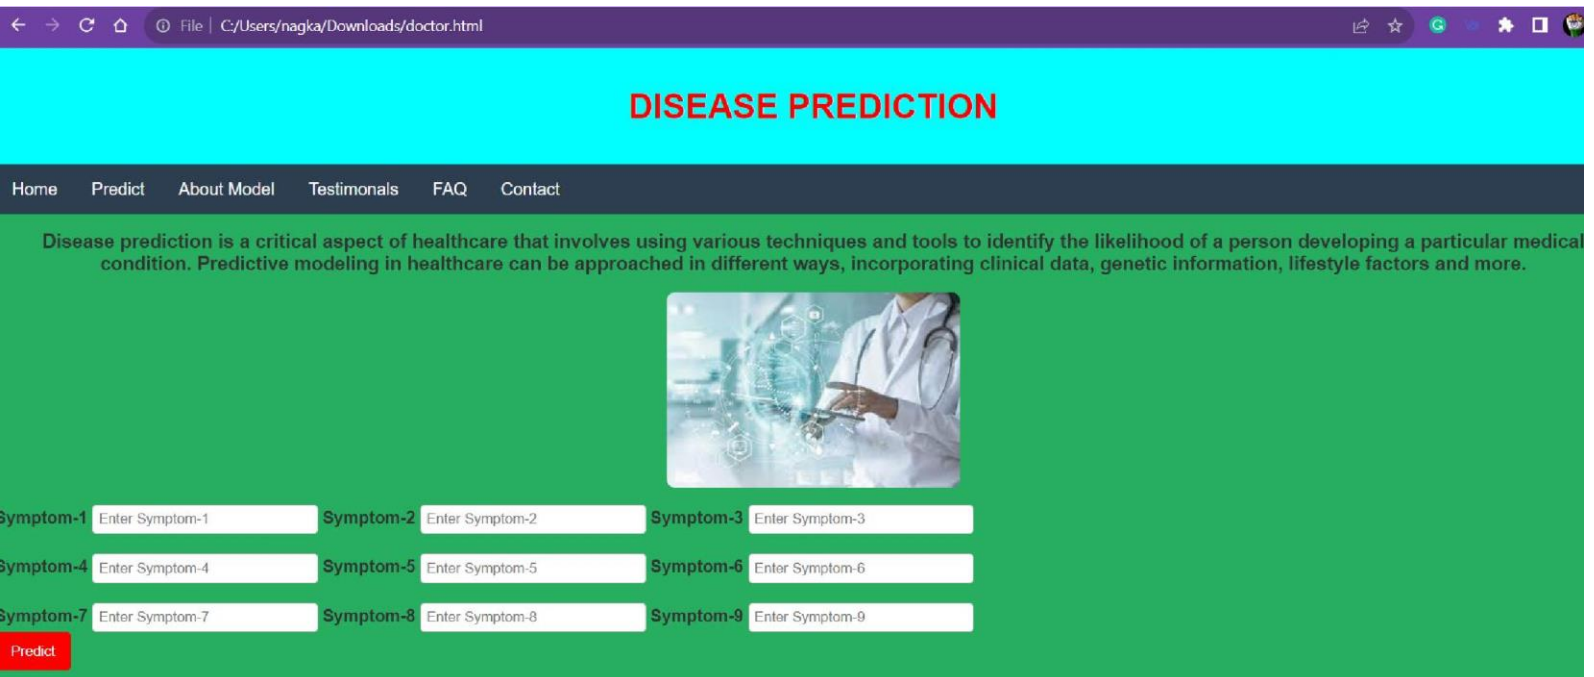 File | C:/Users/nagka/Downloads/doctor.html
DISEASE PREDICTION
Home Predict About Model Testimonals FAQ Contact
Disease prediction is a critical aspect of healthcare that involves using various techniques and tools to identify the likelihood of a person developing a particular medical
condition. Predictive modeling in healthcare can be approached in different ways, incorporating clinical data, genetic information, lifestyle factors and more.
Symptom-1 Enter Symptom-1 Symptom-2 Enter Symptom-2 Symptom-3 Enter Symptom-3
Symptom-4 Enter Symptom-4 Symptom-5 Enter Symptom-5 Symptom-6 Enter Symptom-6
Symptom-7 Enter Symptom-7 Symptom-8 Enter Symptom-8 Symptom-9 Enter Symptom-9
Predict